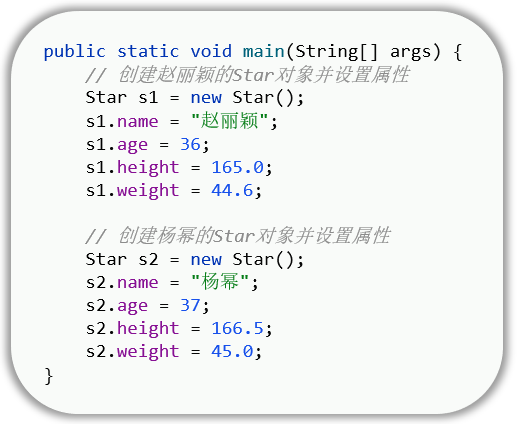 public static void main(String[] args) {
    // 创建赵丽颖的Star对象并设置属性
    Star s1 = new Star();
    s1.name = "赵丽颖";
    s1.age = 36;
    s1.height = 165.0;
    s1.weight = 44.6;

    // 创建杨幂的Star对象并设置属性
    Star s2 = new Star();
    s2.name = "杨幂";
    s2.age = 37;
    s2.height = 166.5;
    s2.weight = 45.0;
}